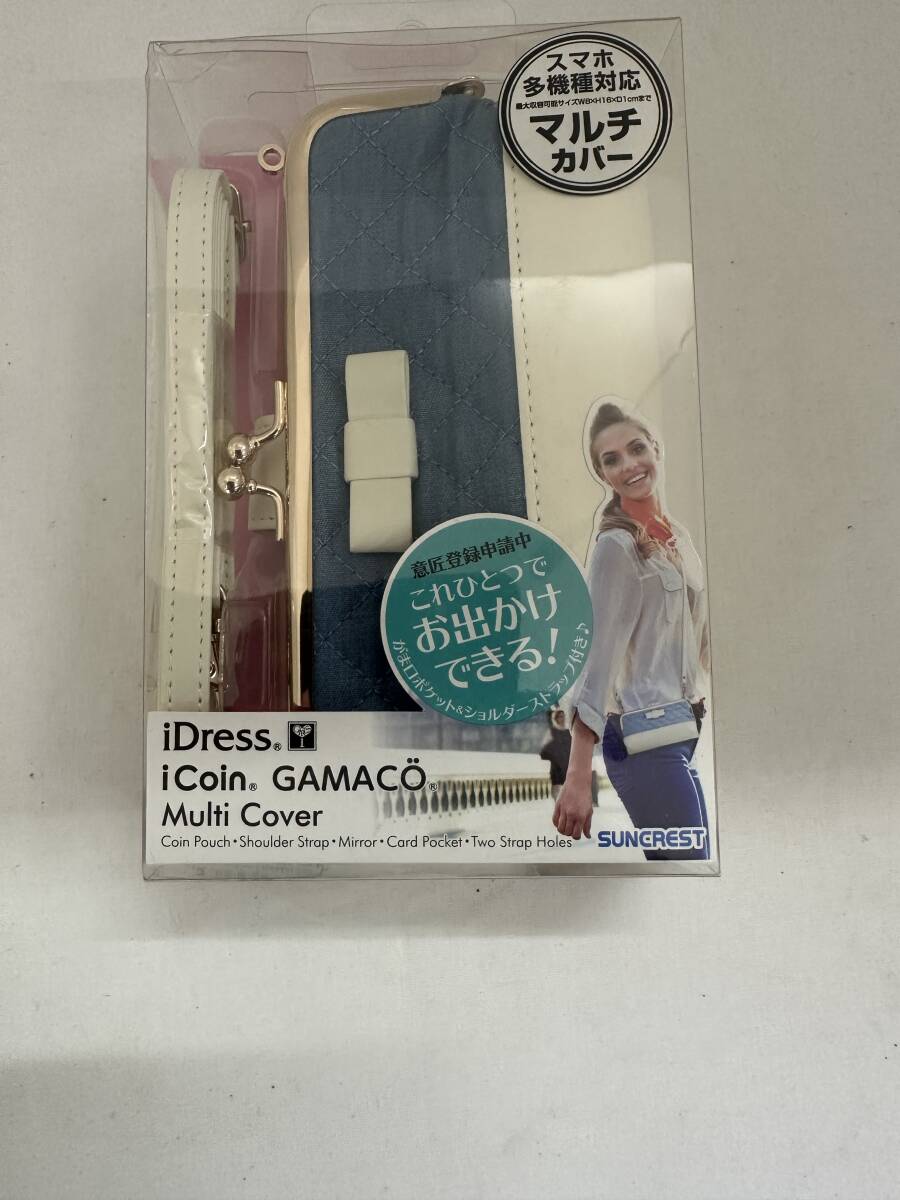 スマホ
多機種対応
最大収容可能サイズW8×H16×D1cmまで
マルチ
カバー
意匠登録申請中
これひとつで
お出かけ
できる!
がま口ポケット&ショルダーストラップ付き♪
iDress®
iCoin® GAMACÖ®
Multi Cover
Coin Pouch・Shoulder Strap・Mirror・Card Pocket・Two Strap Holes
SUNCREST